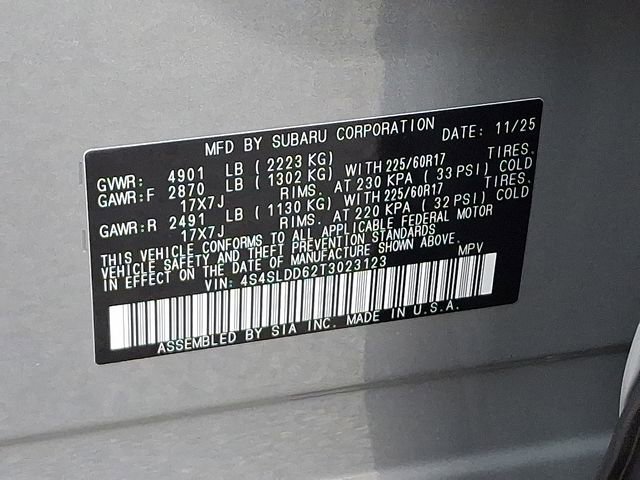 MFD BY SUBARU CORPORATION DATE: 11/25
GVWR: 4901 LB ( 2223 KG)
GAWR:F 2870 LB ( 1302 KG) WITH 225/60R17 TIRES.
17X7J RIMS. AT 230 KPA ( 33 PSI) COLD
GAWR:R 2491 LB ( 1130 KG) WITH 225/60R17 TIRES.
17X7J RIMS. AT 220 KPA ( 32 PSI) COLD
THIS VEHICLE CONFORMS TO ALL APPLICABLE FEDERAL MOTOR
VEHICLE SAFETY AND THEFT PREVENTION STANDARDS
IN EFFECT ON DATE OF MANUFACTURE SHOWN ABOVE.
VIN: 4S4SLDD62T3023123 MPV
ASSEMBLED BY SIA INC. MADE IN U.S.A.